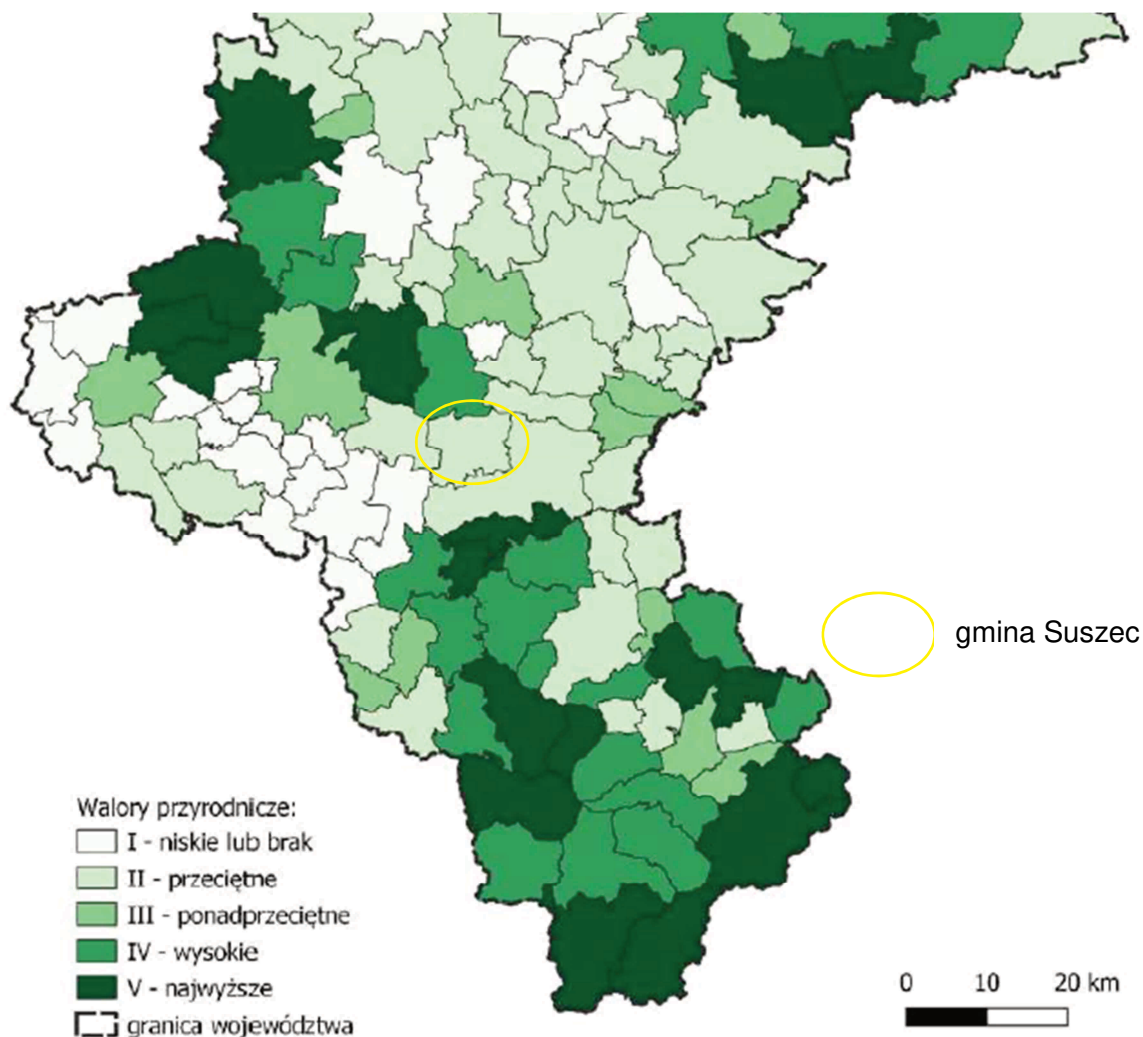 gmina Suszec
Walory przyrodnicze:
I - niskie lub brak
II - przeciętne
III - ponadprzeciętne
IV - wysokie
V - najwyższe
granica województwa
0 10 20 km